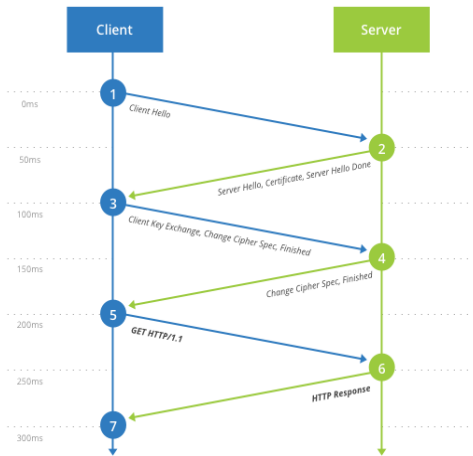 Client
Server
1
0ms
Client Hello
2
50ms
Server Hello, Certificate, Server Hello Done
3
100ms
Client Key Exchange, Change Cipher Spec, Finished
4
150ms
Change Cipher Spec, Finished
5
200ms
GET HTTP/1.1
6
250ms
HTTP Response
7
300ms